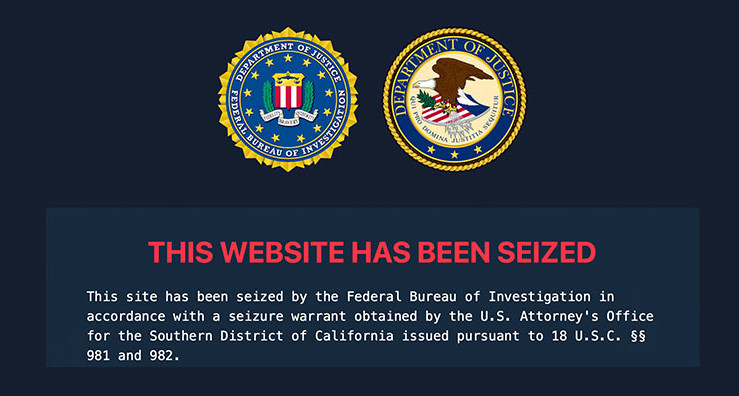 DEPARTMENT OF JUSTICE
FEDERAL BUREAU OF INVESTIGATION
FIDELITY BRAVERY INTEGRITY
DEPARTMENT OF JUSTICE
QUI PRO DOMINA JUSTITIA SEQUITUR
THIS WEBSITE HAS BEEN SEIZED
This site has been seized by the Federal Bureau of Investigation in
accordance with a seizure warrant obtained by the U.S. Attorney's Office
for the Southern District of California issued pursuant to 18 U.S.C. §§
981 and 982.